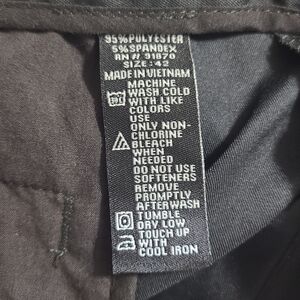 95%POLYESTER
5%SPANDEX
RN# 91870
SIZE:42
MADE IN VIETNAM
MACHINE
WASH COLD
WITH LIKE
COLORS
USE
ONLY NON-
CHLORINE
BLEACH
WHEN
NEEDED
DO NOT USE
SOFTENERS
REMOVE
PROMPTLY
AFTERWASH
TUMBLE
DRY LOW
TOUCH UP
WITH
COOL IRON